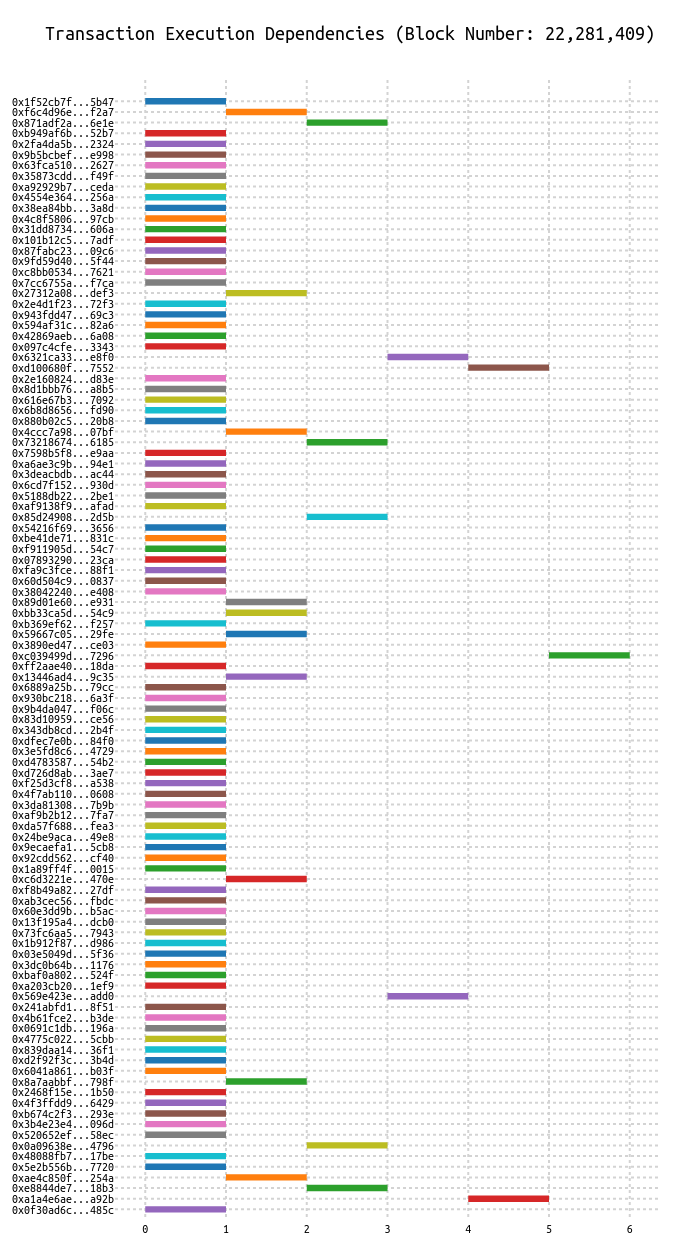 Transaction Execution Dependencies (Block Number: 22,281,409)
0x1f52cb7f...5b47
0xf6c4d96e...f2a7
0x871adf2a...6e1e
0xb949af6b...52b7
0x2fa4da5b...2324
0x9b5bcbef...e998
0x63fca510...2627
0x35873cdd...f49f
0xa92929b7...ceda
0x4554e364...256a
0x38ea84bb...3a8d
0x4c8f5806...97cb
0x31dd8734...606a
0x101b12c5...7adf
0x87fabc23...09c6
0x9fd59d40...5f44
0xc8bb0534...7621
0x7cc6755a...f7ca
0x27312a08...def3
0x2e4d1f23...72f3
0x943fdd47...69c3
0x594af31c...82a6
0x42869aeb...6a08
0x097c4cfe...3343
0x6321ca33...e8f0
0xd100680f...7552
0x2e160824...d83e
0x8d1bbb76...a8b5
0x616e67b3...7092
0x6b8d8656...fd90
0x880b02c5...20b8
0x4ccc7a98...07bf
0x73218674...6185
0x7598b5f8...e9aa
0xa6ae3c9b...94e1
0x3deacbdb...ac44
0x6cd7f152...930d
0x5188db22...2be1
0xaf9138f9...afad
0x85d24908...2d5b
0x54216f69...3656
0xbe41de71...831c
0xf911905d...54c7
0x07893290...23ca
0xfa9c3fce...88f1
0x60d504c9...0837
0x38042240...e408
0x89d01e60...e931
0xbb33ca5d...54c9
0xb369ef62...f257
0x59667c05...29fe
0x3890ed47...ce03
0xc039499d...7296
0xff2aae40...18da
0x13446ad4...9c35
0x6889a25b...79cc
0x930bc218...6a3f
0x9b4da047...f06c
0x83d10959...ce56
0x343db8cd...2b4f
0xdfec7e0b...84f0
0x3e5fd8c6...4729
0xd4783587...54b2
0xd726d8ab...3ae7
0xf25d3cf8...a538
0x4f7ab110...0608
0x3da81308...7b9b
0xaf9b2b12...7fa7
0xda57f688...fea3
0x24be9aca...49e8
0x9ecaefa1...5cb8
0x92cdd562...cf40
0x1a89ff4f...0015
0xc6d3221e...470e
0xf8b49a82...27df
0xab3cec56...fbdc
0x60e3dd9b...b5ac
0x13f195a4...dcb0
0x73fc6aa5...7943
0x1b912f87...d986
0x03e5049d...5f36
0x3dc0b64b...1176
0xbaf0a802...524f
0xa203cb20...1ef9
0x569e423e...add0
0x241abfd1...8f51
0x4b61fce2...b3de
0x0691c1db...196a
0x4775c022...5cbb
0x839daa14...36f1
0xd2f92f3c...3b4d
0x6041a861...b03f
0x8a7aabbf...798f
0x2468f15e...1b50
0x4f3ffdd9...6429
0xb674c2f3...293e
0x3b4e23e4...096d
0x520652ef...58ec
0x0a09638e...4796
0x48088fb7...17be
0x5e2b556b...7720
0xae4c850f...254a
0xe8844de7...18b3
0xa1a4e6ae...a92b
0x0f30ad6c...485c
0 1 2 3 4 5 6